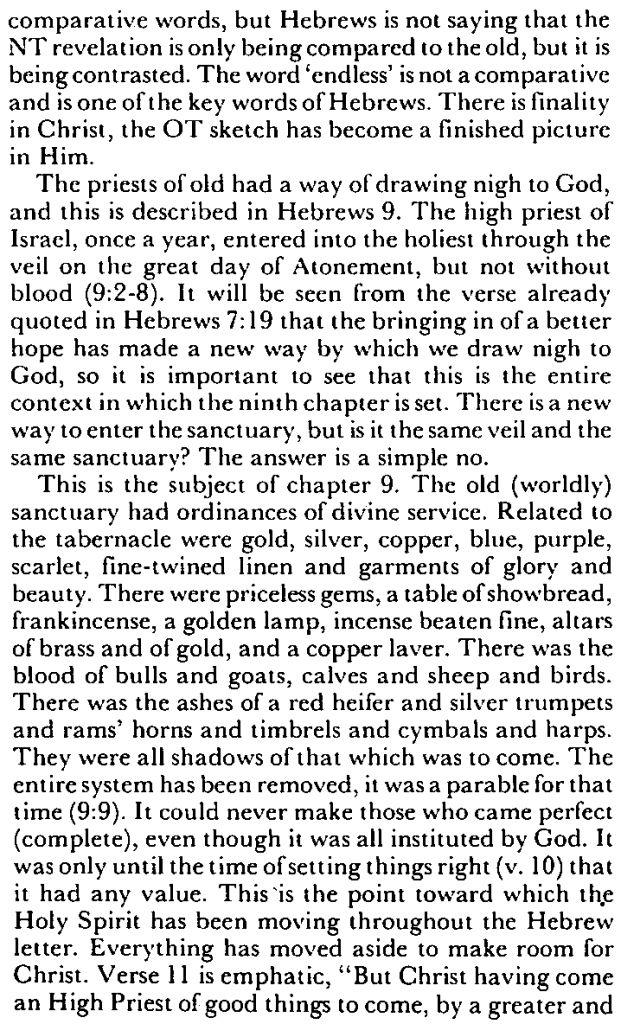 comparative words, but Hebrews is not saying that the
NT revelation is only being compared to the old, but it is
being contrasted. The word ‘endless’ is not a comparative
and is one of the key words of Hebrews. There is finality
in Christ, the OT sketch has become a finished picture
in Him.
The priests of old had a way of drawing nigh to God,
and this is described in Hebrews 9. The high priest of
Israel, once a year, entered into the holiest through the
veil on the great day of Atonement, but not without
blood (9:2-8). It will be seen from the verse already
quoted in Hebrews 7:19 that the bringing in of a better
hope has made a new way by which we draw nigh to
God, so it is important to see that this is the entire
context in which the ninth chapter is set. There is a new
way to enter the sanctuary, but is it the same veil and the
same sanctuary? The answer is a simple no.
This is the subject of chapter 9. The old (worldly)
sanctuary had ordinances of divine service. Related to
the tabernacle were gold, silver, copper, blue, purple,
scarlet, fine-twined linen and garments of glory and
beauty. There were priceless gems, a table of showbread,
frankincense, a golden lamp, incense beaten fine, altars
of brass and of gold, and a copper laver. There was the
blood of bulls and goats, calves and sheep and birds.
There was the ashes of a red heifer and silver trumpets
and rams’ horns and timbrels and cymbals and harps.
They were all shadows of that which was to come. The
entire system has been removed, it was a parable for that
time (9:9). It could never make those who came perfect
(complete), even though it was all instituted by God. It
was only until the time of setting things right (v. 10) that
it had any value. This is the point toward which the
Holy Spirit has been moving throughout the Hebrew
letter. Everything has moved aside to make room for
Christ. Verse 11 is emphatic, “But Christ having come
an High Priest of good things to come, by a greater and